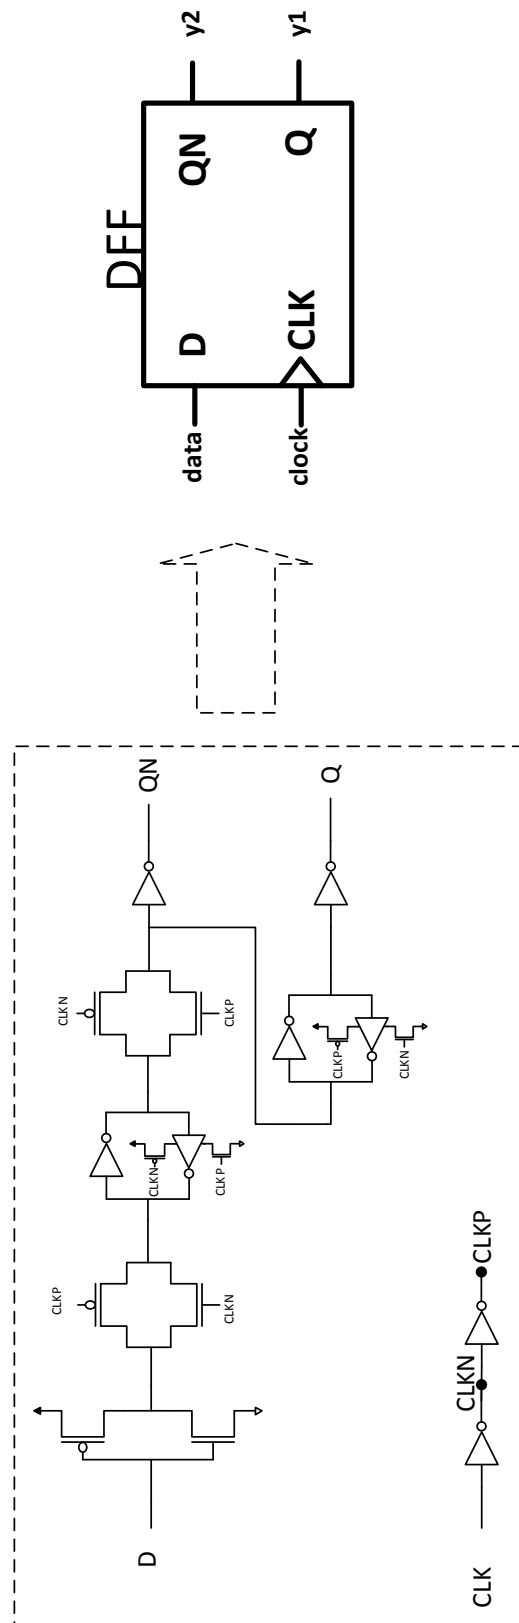 D
CLKP
CLKN
CLKN
CLKP
CLKN
CLKP
QN
CLKP
CLKN
Q
CLK
CLKN
CLKP
DFF
data
D
QN
y2
clock
CLK
Q
y1